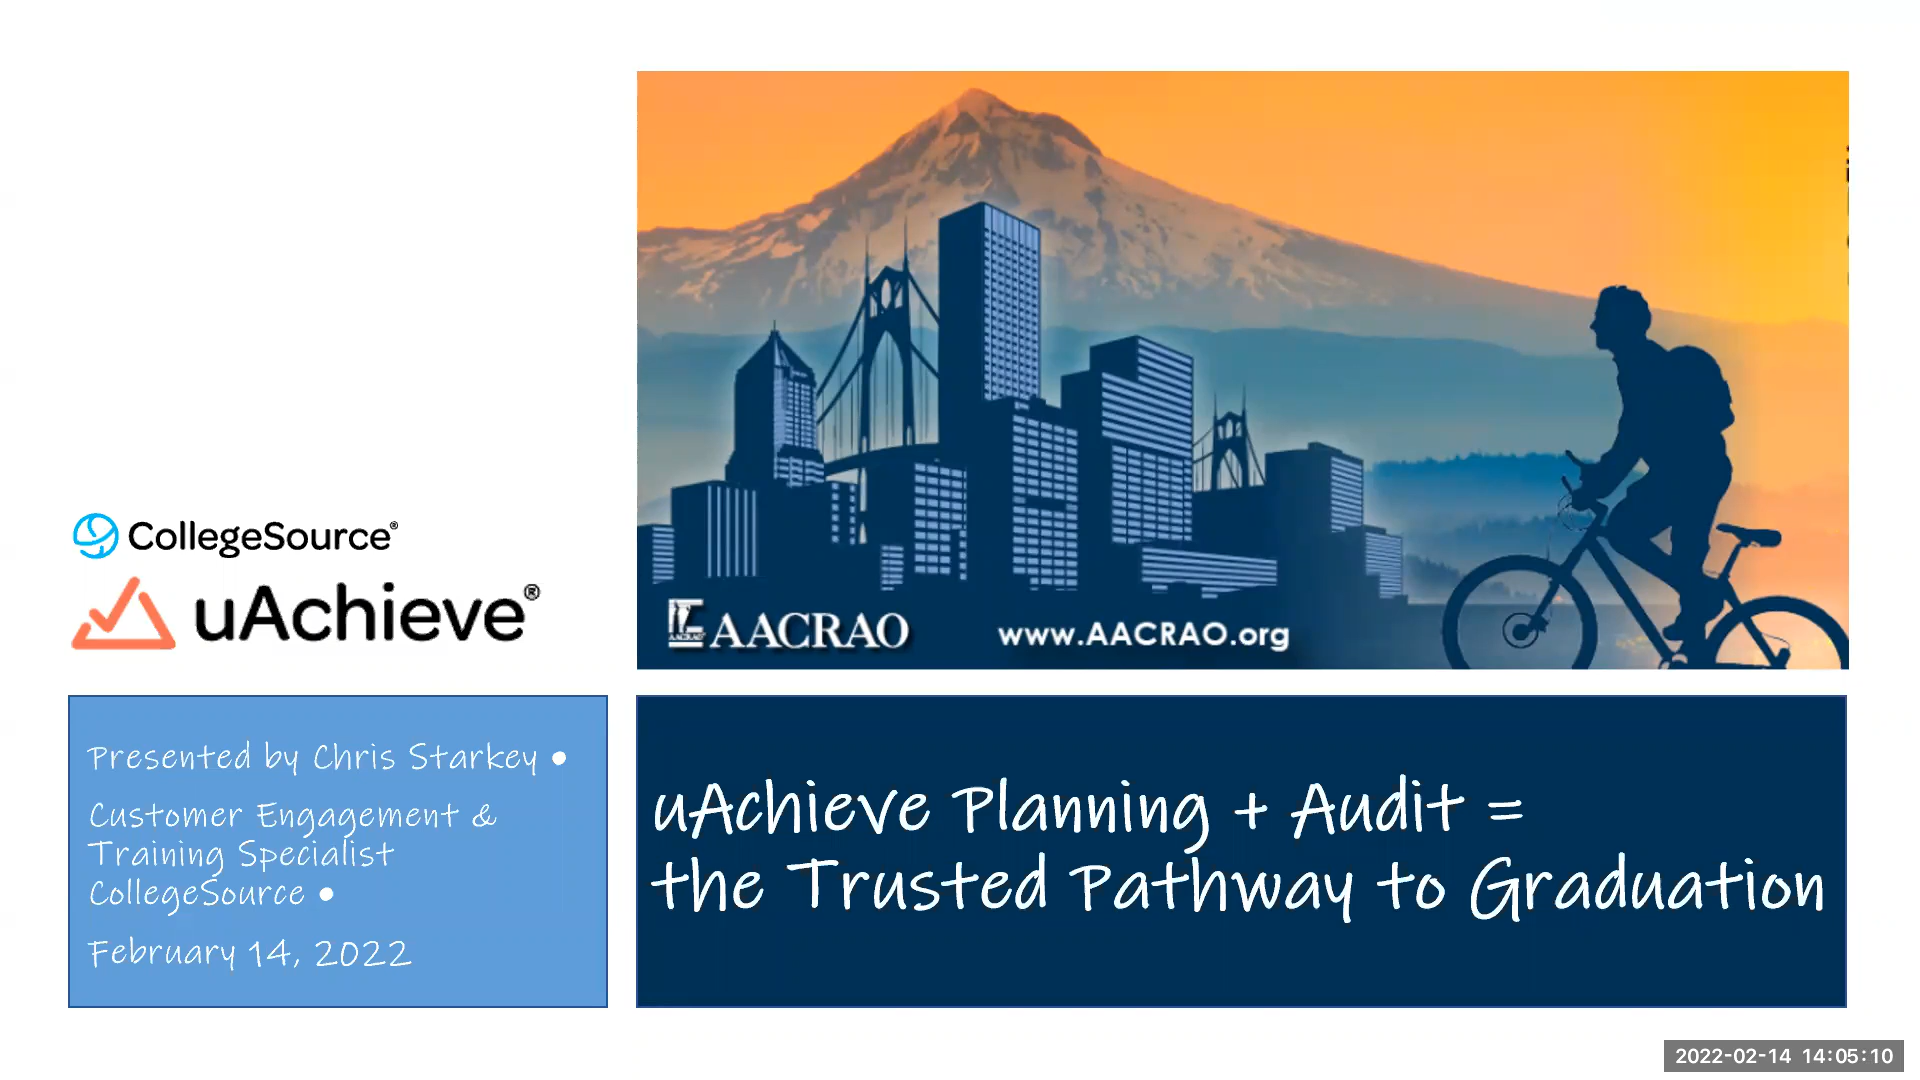 CollegeSource®
uAchieve®
AACRAO
AACRAO
www.AACRAO.org
Presented by Chris Starkey •
Customer Engagement &
Training Specialist
CollegeSource •
February 14, 2022
uAchieve Planning + Audit =
the Trusted Pathway to Graduation
2022-02-14 14:05:10